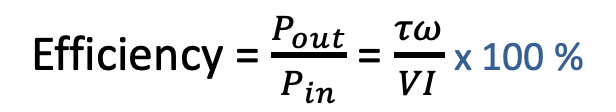 Efficiency = P_out / P_in = τω / VI x 100 %